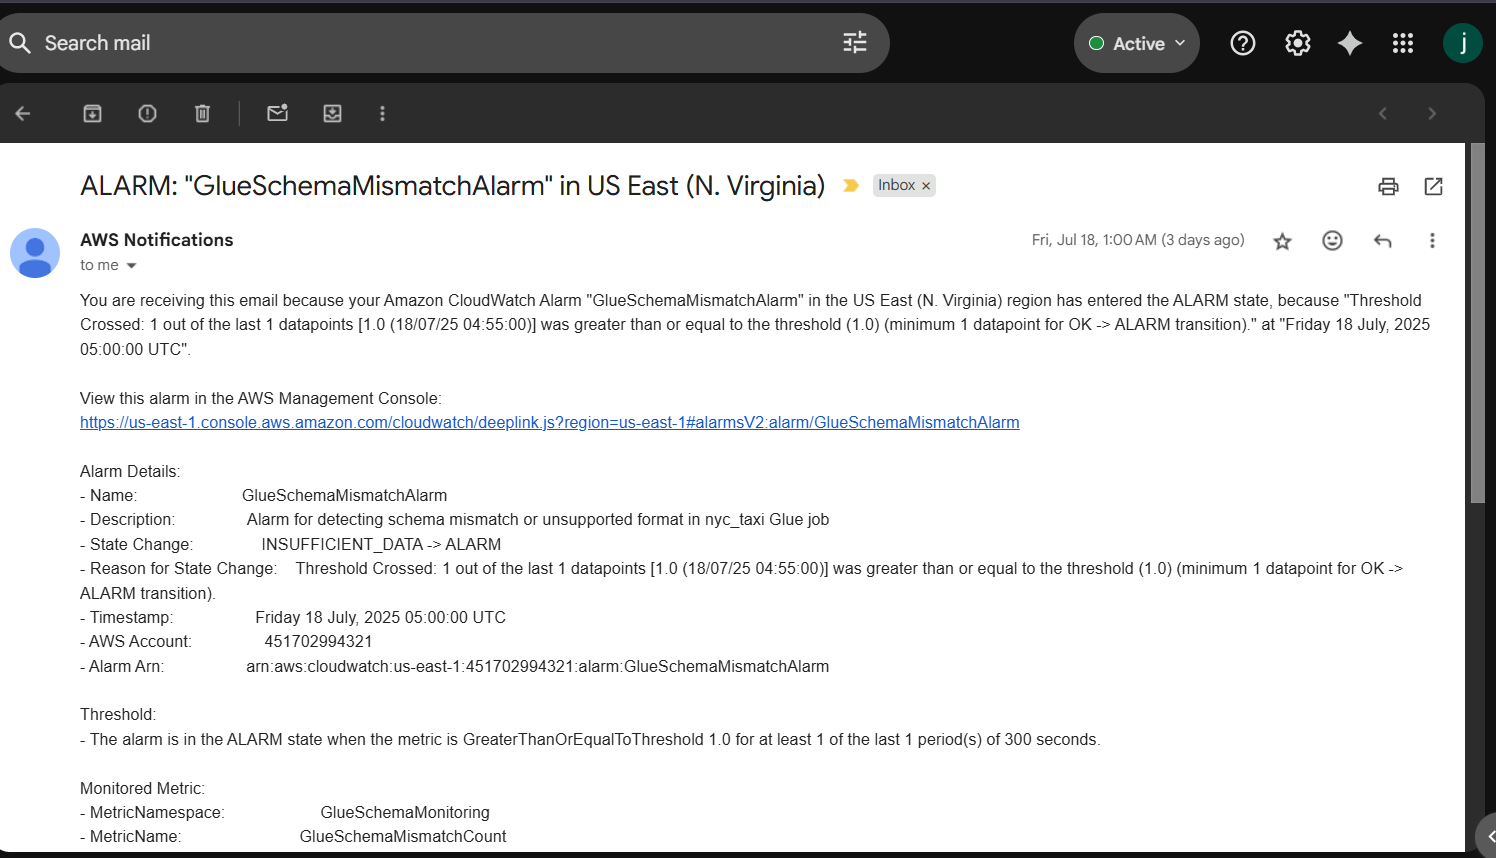 Search mail
Active
j
ALARM: "GlueSchemaMismatchAlarm" in US East (N. Virginia)
Inbox ×
AWS Notifications
Fri, Jul 18, 1:00 AM (3 days ago)
to me
You are receiving this email because your Amazon CloudWatch Alarm "GlueSchemaMismatchAlarm" in the US East (N. Virginia) region has entered the ALARM state, because "Threshold
Crossed: 1 out of the last 1 datapoints [1.0 (18/07/25 04:55:00)] was greater than or equal to the threshold (1.0) (minimum 1 datapoint for OK -> ALARM transition)." at "Friday 18 July, 2025
05:00:00 UTC".
View this alarm in the AWS Management Console:
https://us-east-1.console.aws.amazon.com/cloudwatch/deeplink.js?region=us-east-1#alarmsV2:alarm/GlueSchemaMismatchAlarm
Alarm Details:
- Name: GlueSchemaMismatchAlarm
- Description: Alarm for detecting schema mismatch or unsupported format in nyc_taxi Glue job
- State Change: INSUFFICIENT_DATA -> ALARM
- Reason for State Change: Threshold Crossed: 1 out of the last 1 datapoints [1.0 (18/07/25 04:55:00)] was greater than or equal to the threshold (1.0) (minimum 1 datapoint for OK ->
ALARM transition).
- Timestamp: Friday 18 July, 2025 05:00:00 UTC
- AWS Account: 451702994321
- Alarm Arn: arn:aws:cloudwatch:us-east-1:451702994321:alarm:GlueSchemaMismatchAlarm
Threshold:
- The alarm is in the ALARM state when the metric is GreaterThanOrEqualToThreshold 1.0 for at least 1 of the last 1 period(s) of 300 seconds.
Monitored Metric:
- MetricNamespace: GlueSchemaMonitoring
- MetricName: GlueSchemaMismatchCount